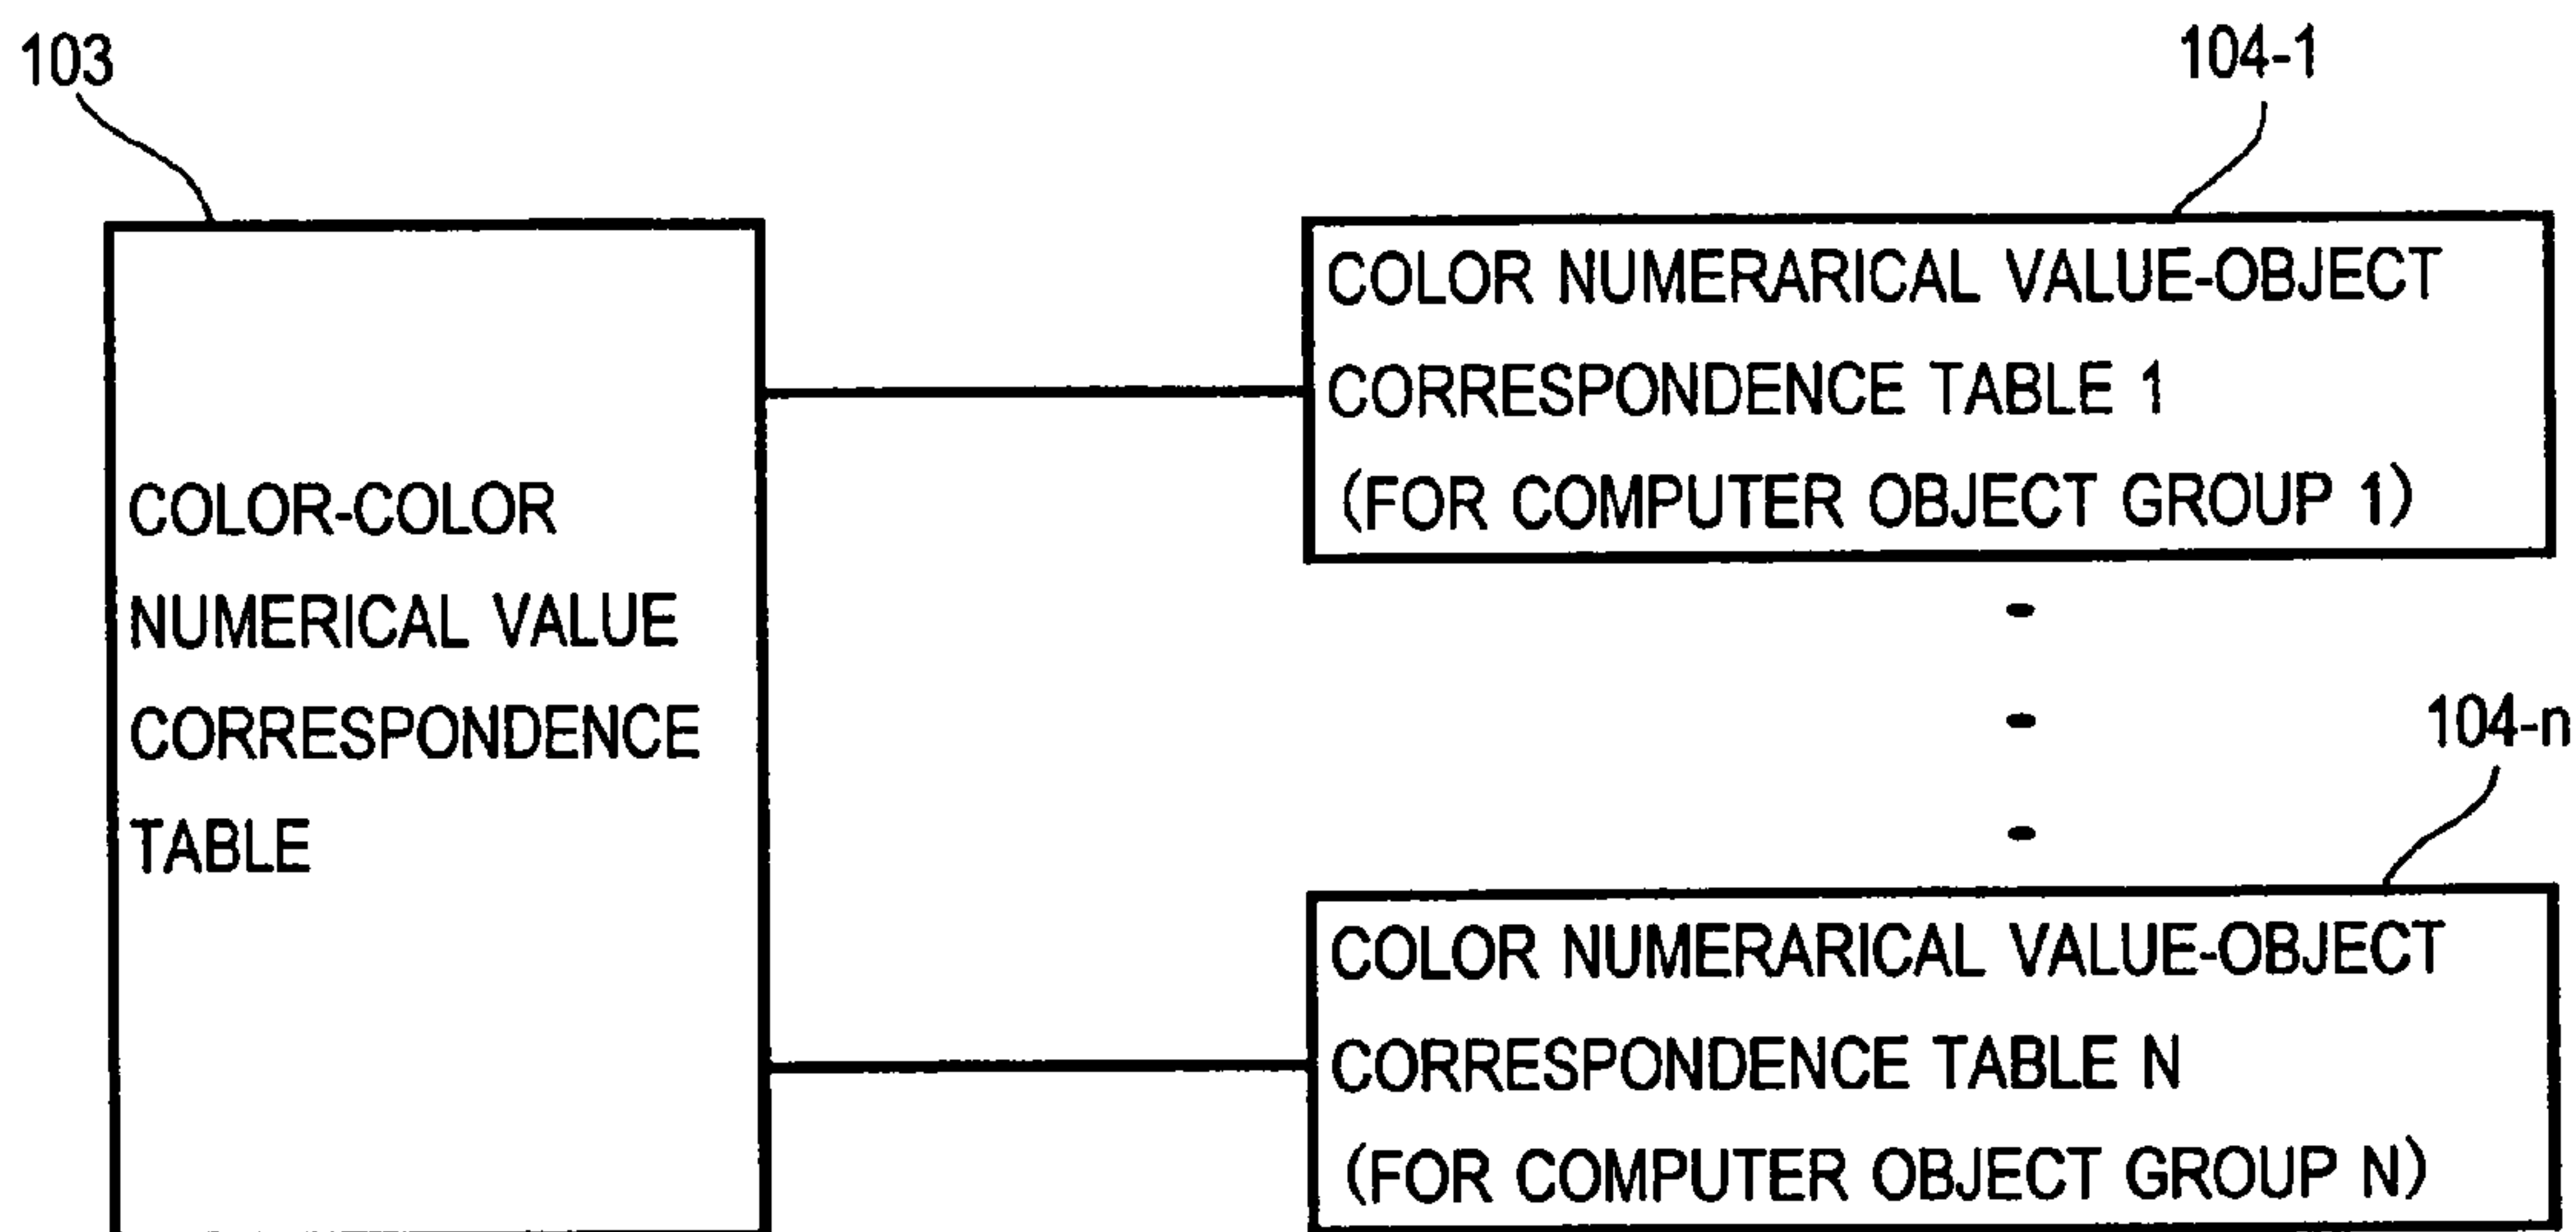 103
104-1
COLOR-COLOR
NUMERICAL VALUE
CORRESPONDENCE
TABLE
COLOR NUMERARICAL VALUE-OBJECT
CORRESPONDENCE TABLE 1
(FOR COMPUTER OBJECT GROUP 1)
104-n
COLOR NUMERARICAL VALUE-OBJECT
CORRESPONDENCE TABLE N
(FOR COMPUTER OBJECT GROUP N)